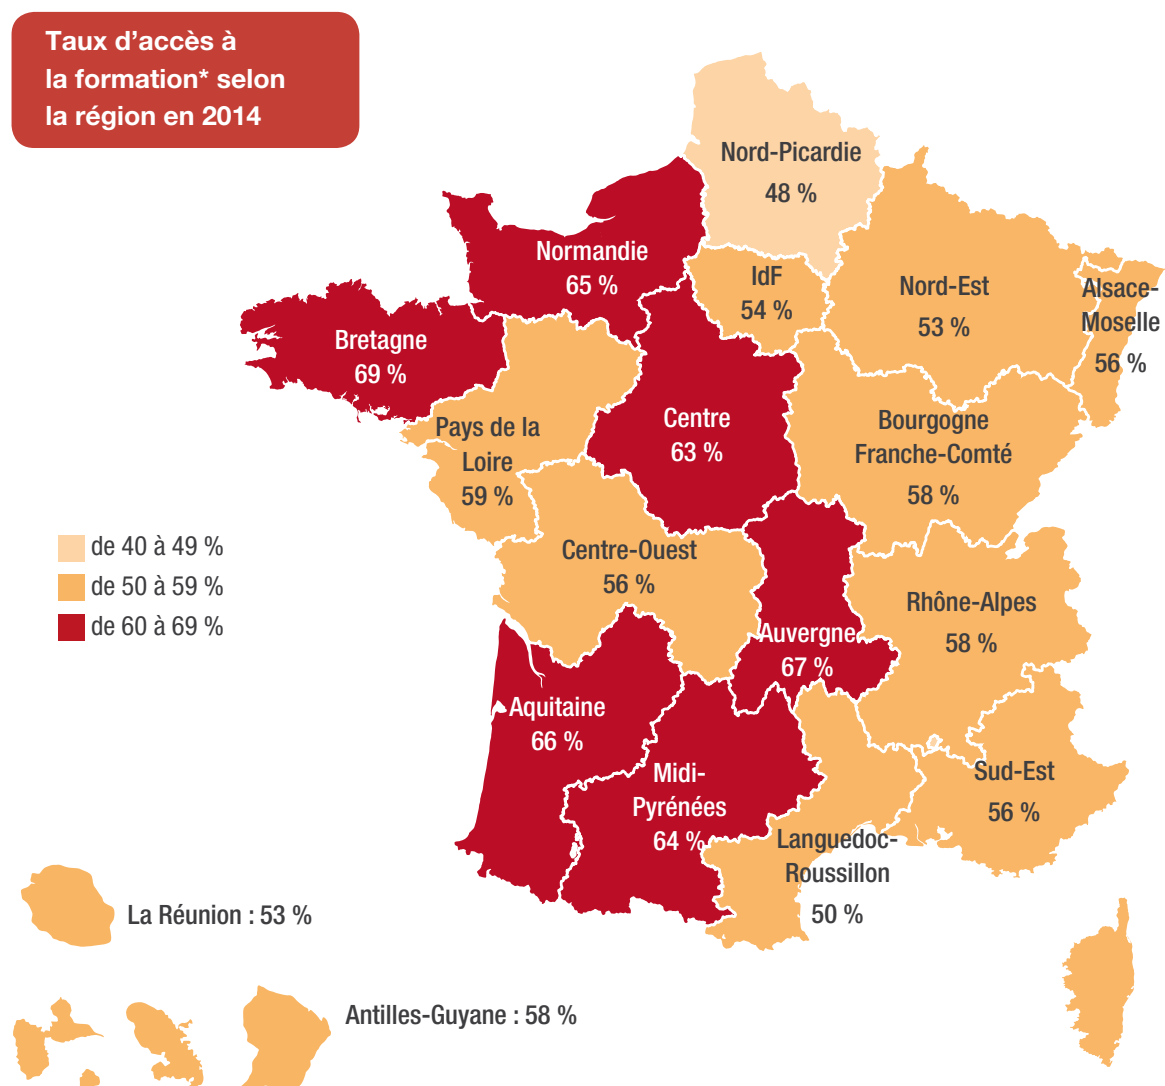 Taux d’accès à
la formation* selon
la région en 2014
Nord-Picardie
48 %
Normandie
65 %
IdF
54 %
Nord-Est
53 %
Alsace-
Moselle
56 %
Bretagne
69 %
Pays de la
Loire
59 %
Centre
63 %
Bourgogne
Franche-Comté
58 %
de 40 à 49 %
de 50 à 59 %
de 60 à 69 %
Centre-Ouest
56 %
Auvergne
67 %
Rhône-Alpes
58 %
Aquitaine
66 %
Midi-
Pyrénées
64 %
Languedoc-
Roussillon
50 %
Sud-Est
56 %
La Réunion : 53 %
Antilles-Guyane : 58 %